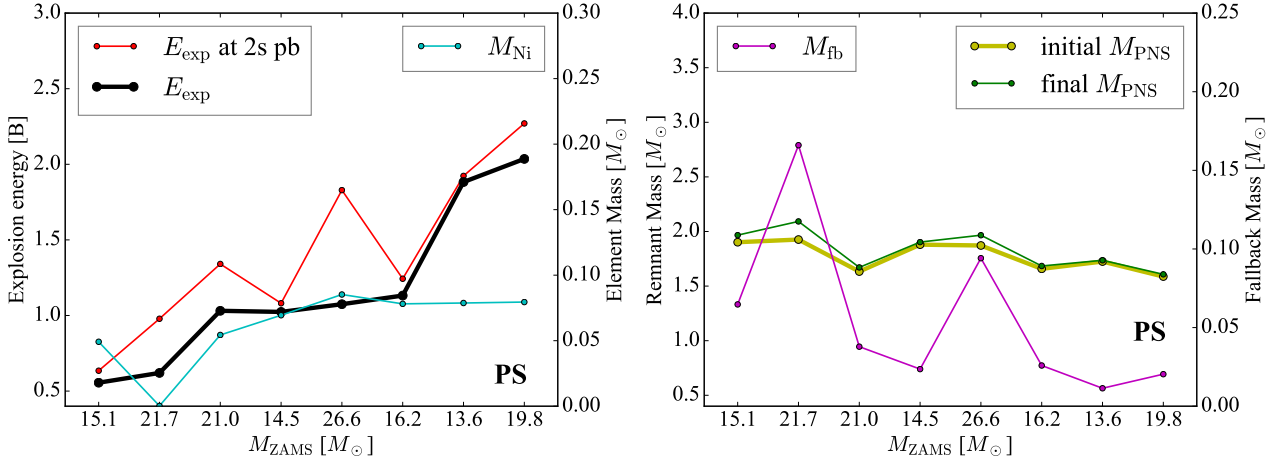 3.0
2.5
2.0
1.5
1.0
0.5
Explosion energy [B]
E_exp at 2s pb
E_exp
M_Ni
0.30
0.25
0.20
0.15
0.10
0.05
0.00
Element Mass [M_⊙]
PS
15.1 21.7 21.0 14.5 26.6 16.2 13.6 19.8
M_ZAMS [M_⊙]
4.0
3.5
3.0
2.5
2.0
1.5
1.0
0.5
Remnant Mass [M_⊙]
M_fb
initial M_PNS
final M_PNS
0.25
0.20
0.15
0.10
0.05
0.00
Fallback Mass [M_⊙]
PS
15.1 21.7 21.0 14.5 26.6 16.2 13.6 19.8
M_ZAMS [M_⊙]